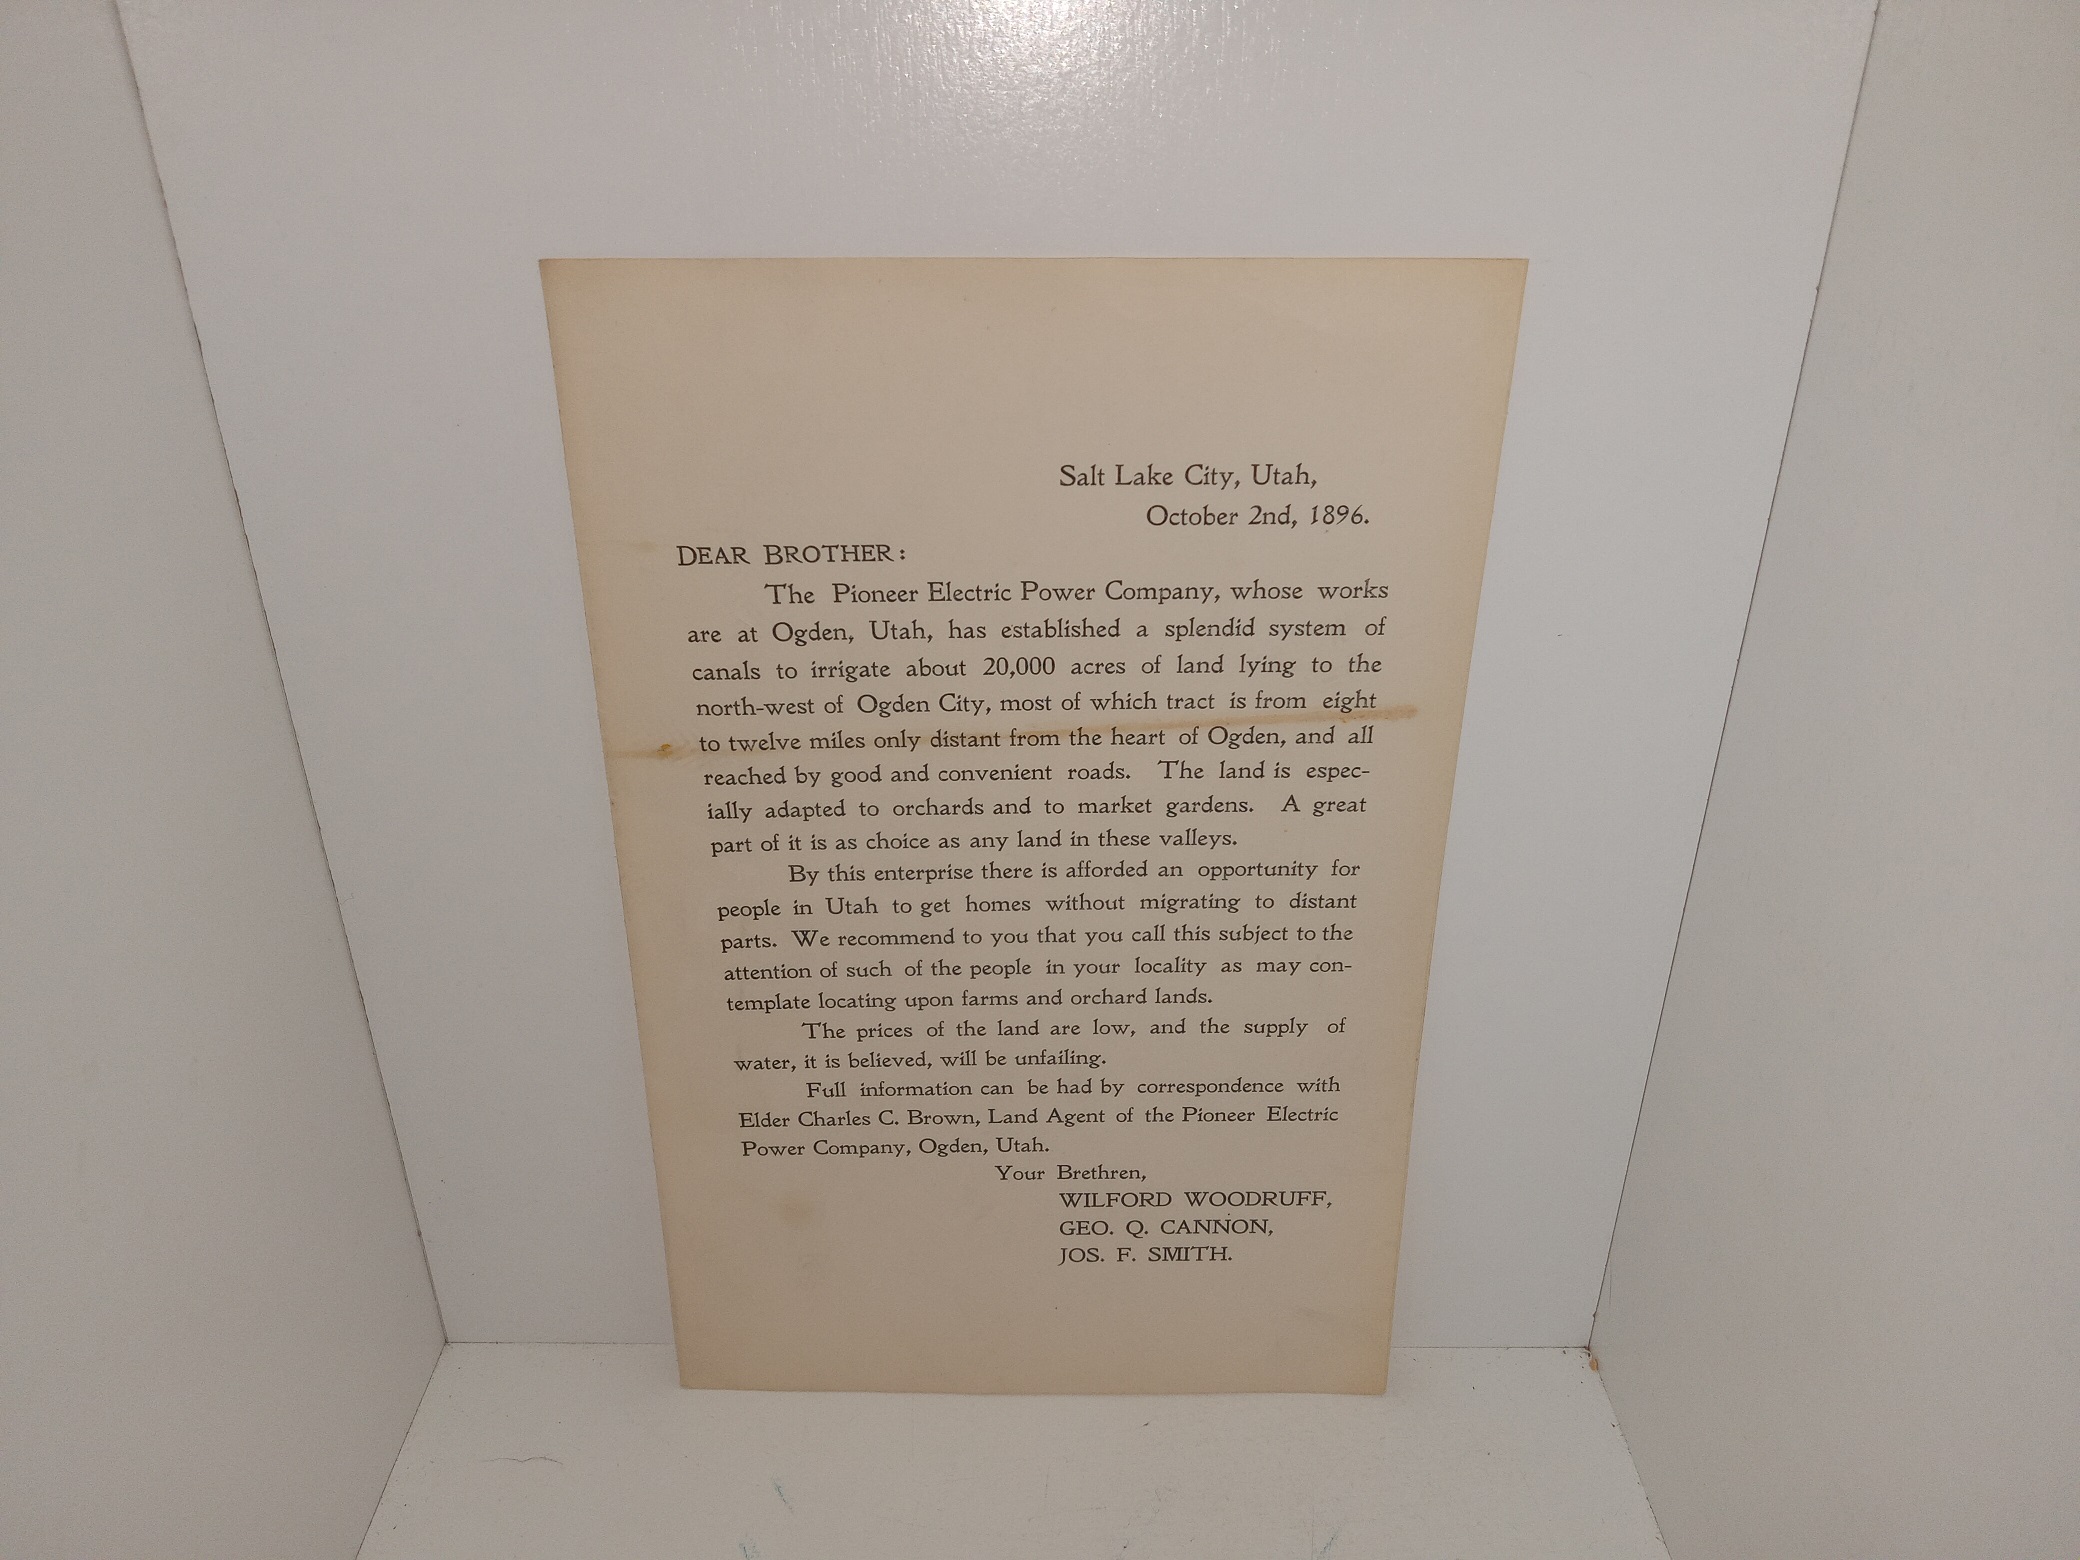 Salt Lake City, Utah,
October 2nd, 1896.
DEAR BROTHER:
The Pioneer Electric Power Company, whose works
are at Ogden, Utah, has established a splendid system of
canals to irrigate about 20,000 acres of land lying to the
north-west of Ogden City, most of which tract is from eight
to twelve miles only distant from the heart of Ogden, and all
reached by good and convenient roads. The land is espec-
ially adapted to orchards and to market gardens. A great
part of it is as choice as any land in these valleys.
By this enterprise there is afforded an opportunity for
people in Utah to get homes without migrating to distant
parts. We recommend to you that you call this subject to the
attention of such of the people in your locality as may con-
template locating upon farms and orchard lands.
The prices of the land are low, and the supply of
water, it is believed, will be unfailing.
Full information can be had by correspondence with
Elder Charles C. Brown, Land Agent of the Pioneer Electric
Power Company, Ogden, Utah.
Your Brethren,
WILFORD WOODRUFF,
GEO. Q. CANNON,
JOS. F. SMITH.